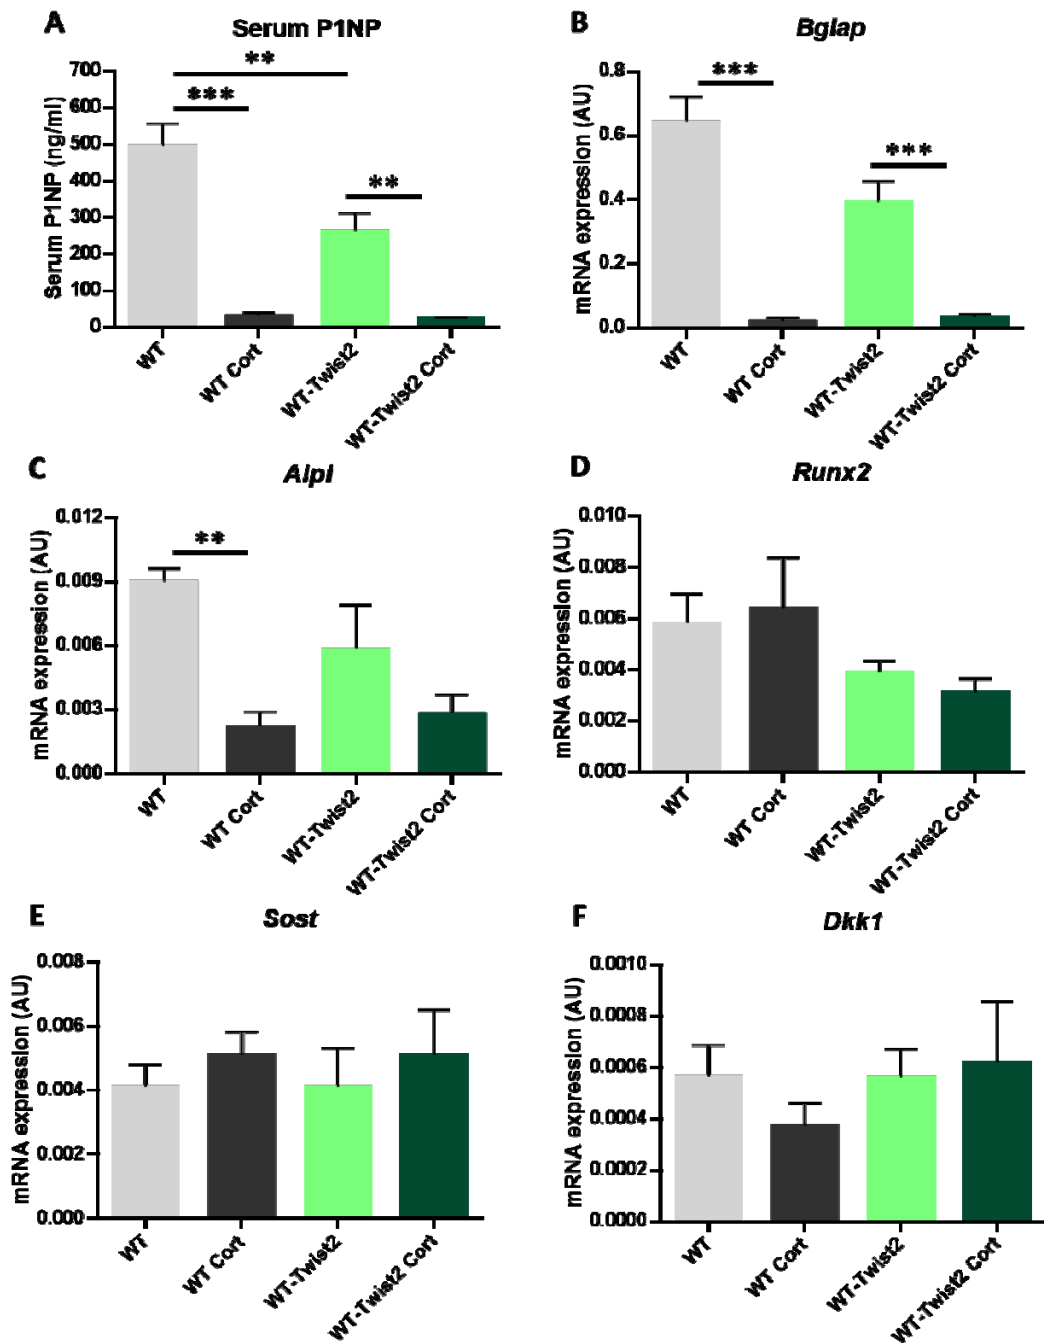 A Serum P1NP
Serum P1NP (ng/ml)
700
600
500
400
300
200
100
0
**
***
**
WT
WT Cort
WT-Twist2
WT-Twist2 Cort
B Bglap
mRNA expression (AU)
0.8
0.6
0.4
0.2
0.0
***
***
WT
WT Cort
WT-Twist2
WT-Twist2 Cort
C Alpl
mRNA expression (AU)
0.012
0.009
0.006
0.003
0.000
**
WT
WT Cort
WT-Twist2
WT-Twist2 Cort
D Runx2
mRNA expression (AU)
0.010
0.008
0.006
0.004
0.002
0.000
WT
WT Cort
WT-Twist2
WT-Twist2 Cort
E Sost
mRNA expression (AU)
0.008
0.006
0.004
0.002
0.000
WT
WT Cort
WT-Twist2
WT-Twist2 Cort
F Dkk1
mRNA expression (AU)
0.0010
0.0008
0.0006
0.0004
0.0002
0.0000
WT
WT Cort
WT-Twist2
WT-Twist2 Cort